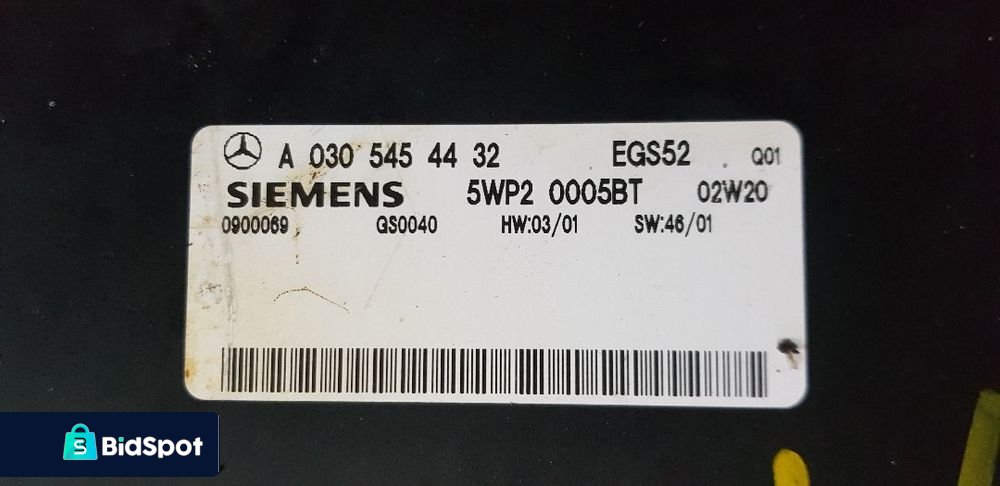 A 030 545 44 32 EGS52 Q01
SIEMENS 5WP2 0005BT 02W20
0900069 GS0040 HW:03/01 SW:46/01
S BidSpot